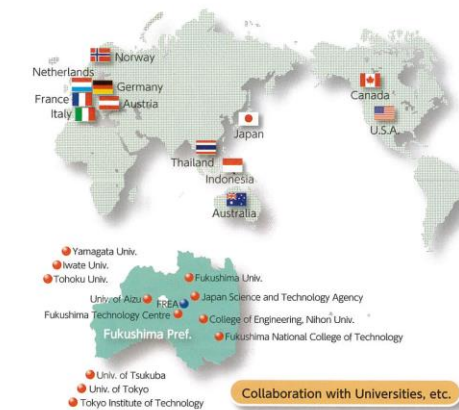 Norway
Netherlands
Germany
France
Austria
Italy
Japan
Thailand
Indonesia
Australia
Canada
U.S.A.
Yamagata Univ.
Iwate Univ.
Tohoku Univ.
Fukushima Univ.
Univ. of Aizu
FREA
Japan Science and Technology Agency
Fukushima Technology Centre
College of Engineering, Nihon Univ.
Fukushima Pref.
Fukushima National College of Technology
Univ. of Tsukuba
Univ. of Tokyo
Tokyo Institute of Technology
Collaboration with Universities, etc.